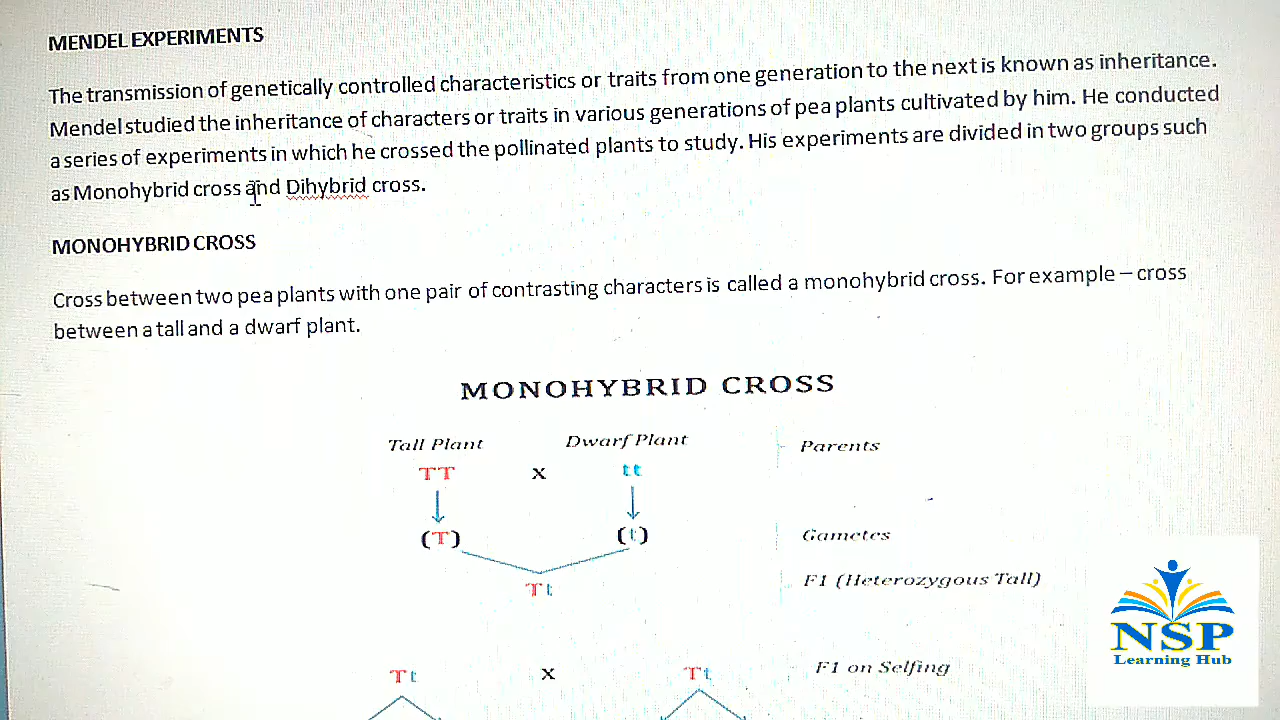 MENDEL EXPERIMENTS
The transmission of genetically controlled characteristics or traits from one generation to the next is known as inheritance.
Mendel studied the inheritance of characters or traits in various generations of pea plants cultivated by him. He conducted
a series of experiments in which he crossed the pollinated plants to study. His experiments are divided in two groups such
as Monohybrid cross and Dihybrid cross.
MONOHYBRID CROSS
Cross between two pea plants with one pair of contrasting characters is called a monohybrid cross. For example – cross
between a tall and a dwarf plant.
MONOHYBRID CROSS
Tall Plant Dwarf Plant Parents
TT x tt
(T) (t) Gametes
Tt F1 (Heterozygous Tall)
Tt x Tt F1 on Selfing
NSP
Learning Hub